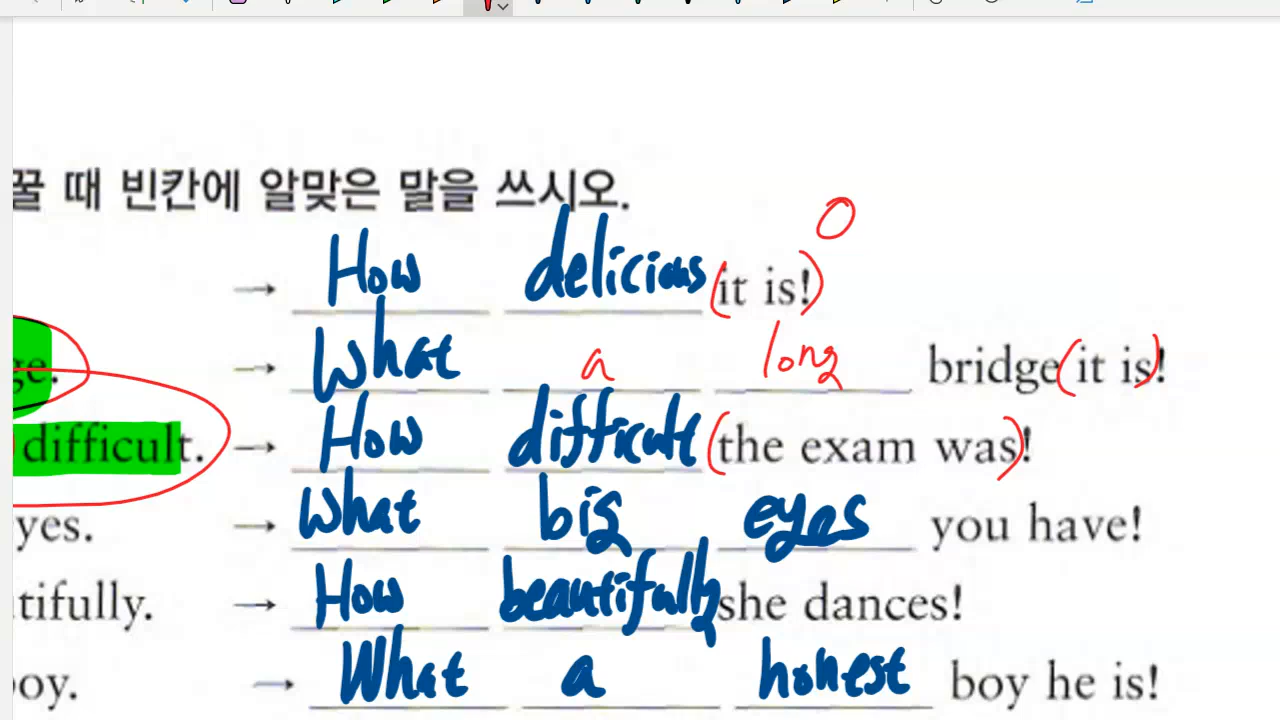 꿀 때 빈칸에 알맞은 말을 쓰시오.
O
→ How delicious (it is!)
ge. → What a long bridge (it is)!
difficult. → How difficult (the exam was)!
yes. → What big eyes you have!
tifully. → How beautifully she dances!
oy. → What a honest boy he is!